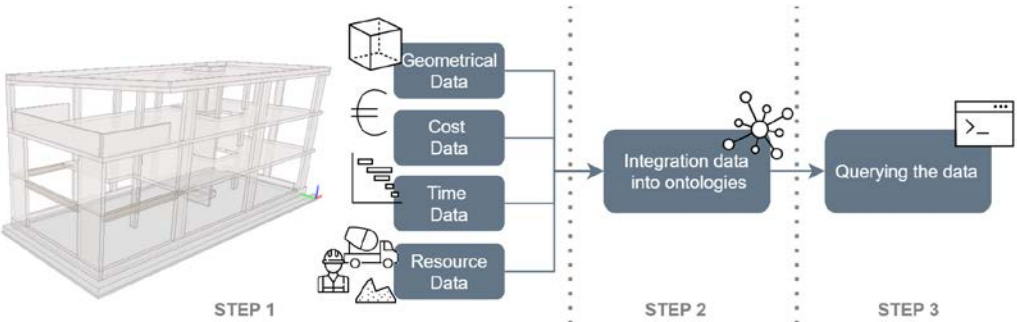 Geometrical
Data
Cost
Data
Time
Data
Resource
Data
Integration data
into ontologies
Querying the data
STEP 1
STEP 2
STEP 3